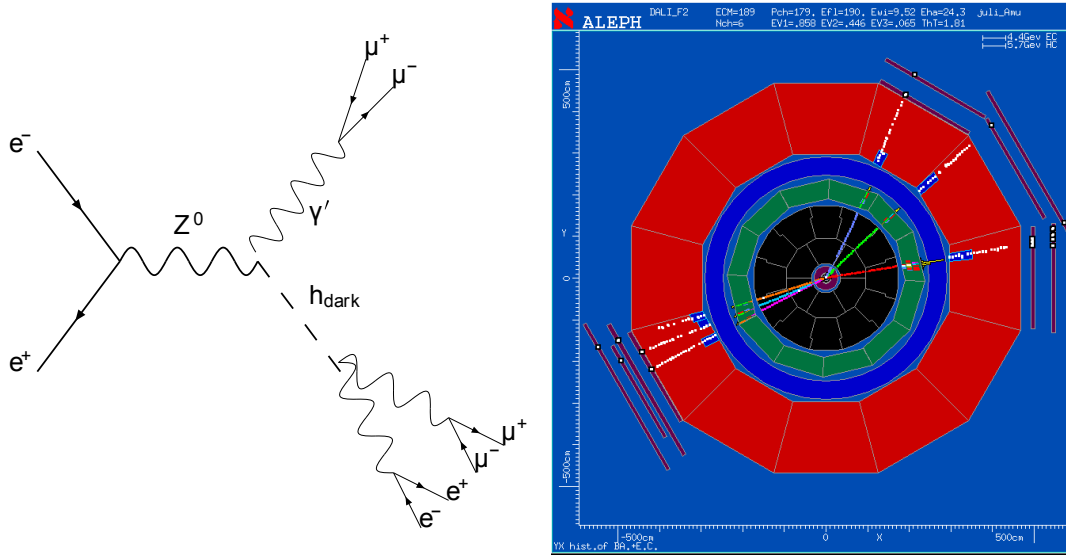 μ⁺
μ⁻
e⁻
Z⁰
γ′
h_dark
e⁺
μ⁺
μ⁻
e⁺
e⁻
ALEPH
DALI_F2 ECM=189 Pch=179. Efl=190. Ewi=9.52 Eha=24.3 juli_Amu
Nch=6 EV1=.858 EV2=.446 EV3=.065 ThT=1.81
4.4Gev EC
5.7Gev HC
500cm
Y
0
-500cm
-500cm 0 X 500cm
YX hist.of BA.+E.C.